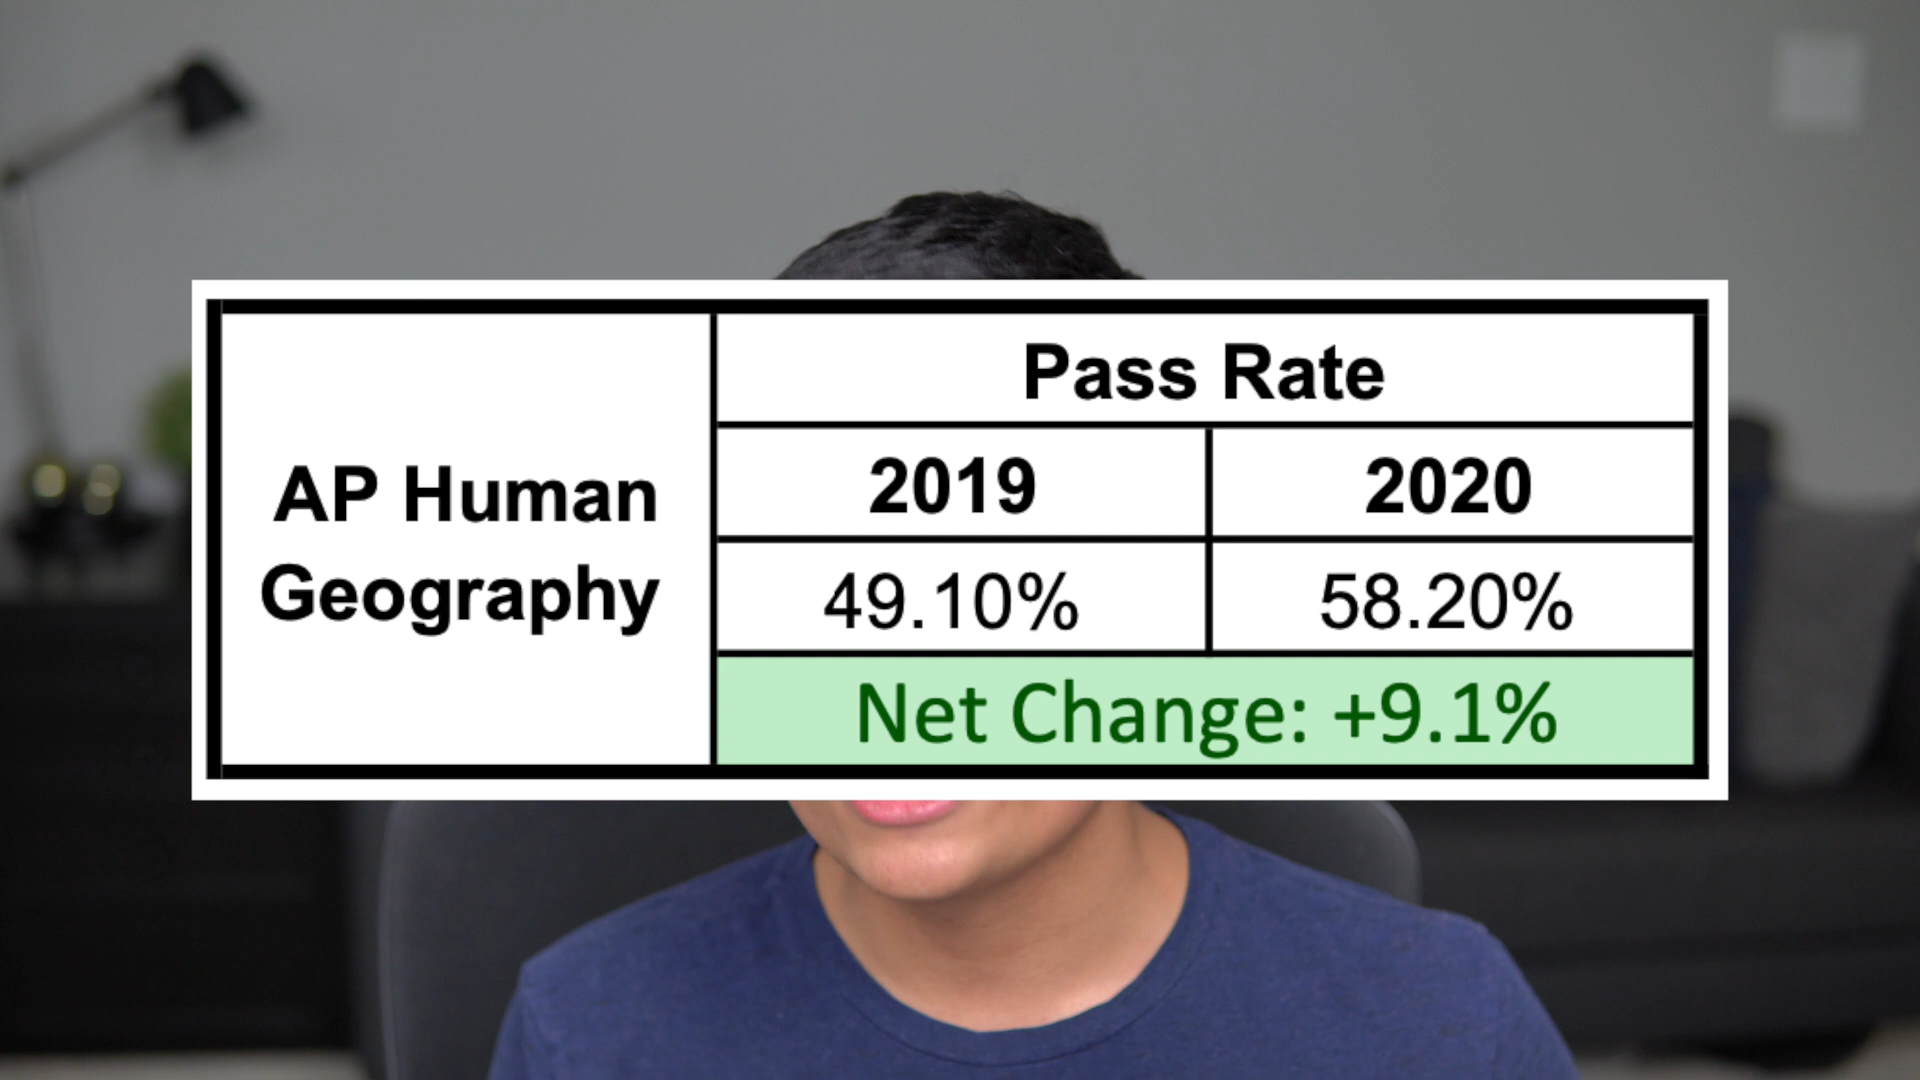 Pass Rate
AP Human
Geography
2019 2020
49.10% 58.20%
Net Change: +9.1%